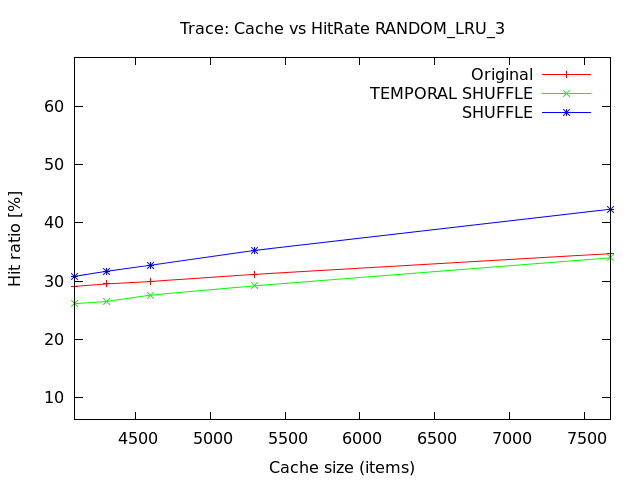 Trace: Cache vs HitRate RANDOM_LRU_3
Original
TEMPORAL SHUFFLE
SHUFFLE
60
50
40
30
20
10
Hit ratio [%]
4500 5000 5500 6000 6500 7000 7500
Cache size (items)